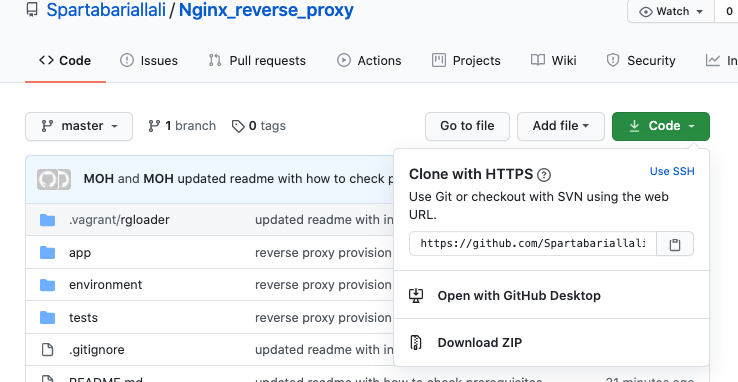 Spartabariallali / Nginx_reverse_proxy
Watch 0
Code Issues Pull requests Actions Projects Wiki Security In
master 1 branch 0 tags Go to file Add file Code
MOH and MOH updated readme with how to check p
Clone with HTTPS ? Use SSH
Use Git or checkout with SVN using the web
URL.
https://github.com/Spartabariallali
Open with GitHub Desktop
Download ZIP
.vagrant/rgloader updated readme with in
app reverse proxy provision
environment reverse proxy provision
tests reverse proxy provision
.gitignore updated readme with in
README.md updated readme with how to check prerequisites 21 minutes ago